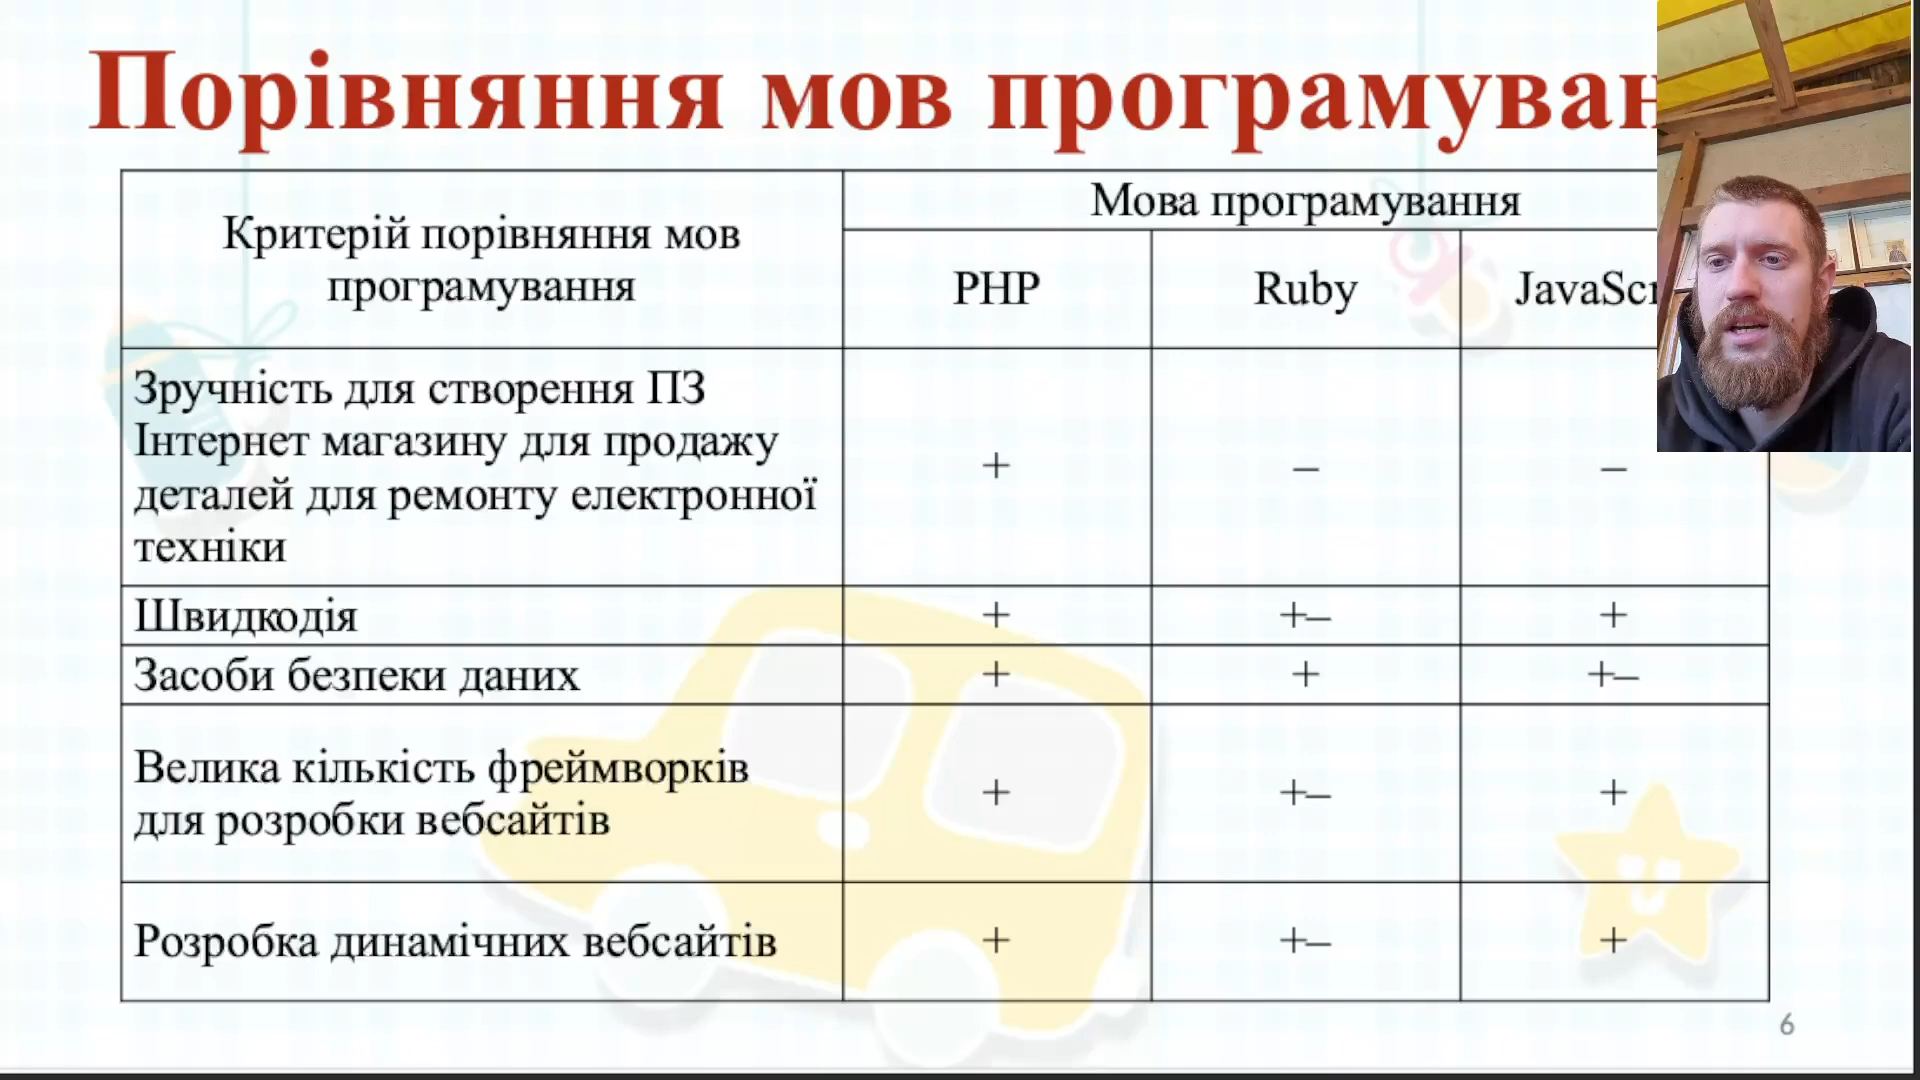 Порівняння мов програмуван
Критерій порівняння мов
програмування
Мова програмування
PHP Ruby JavaScr
Зручність для створення ПЗ
Інтернет магазину для продажу
деталей для ремонту електронної
техніки
+ – –
Швидкодія + +– +
Засоби безпеки даних + + +–
Велика кількість фреймворків
для розробки вебсайтів
+ +– +
Розробка динамічних вебсайтів + +– +
6